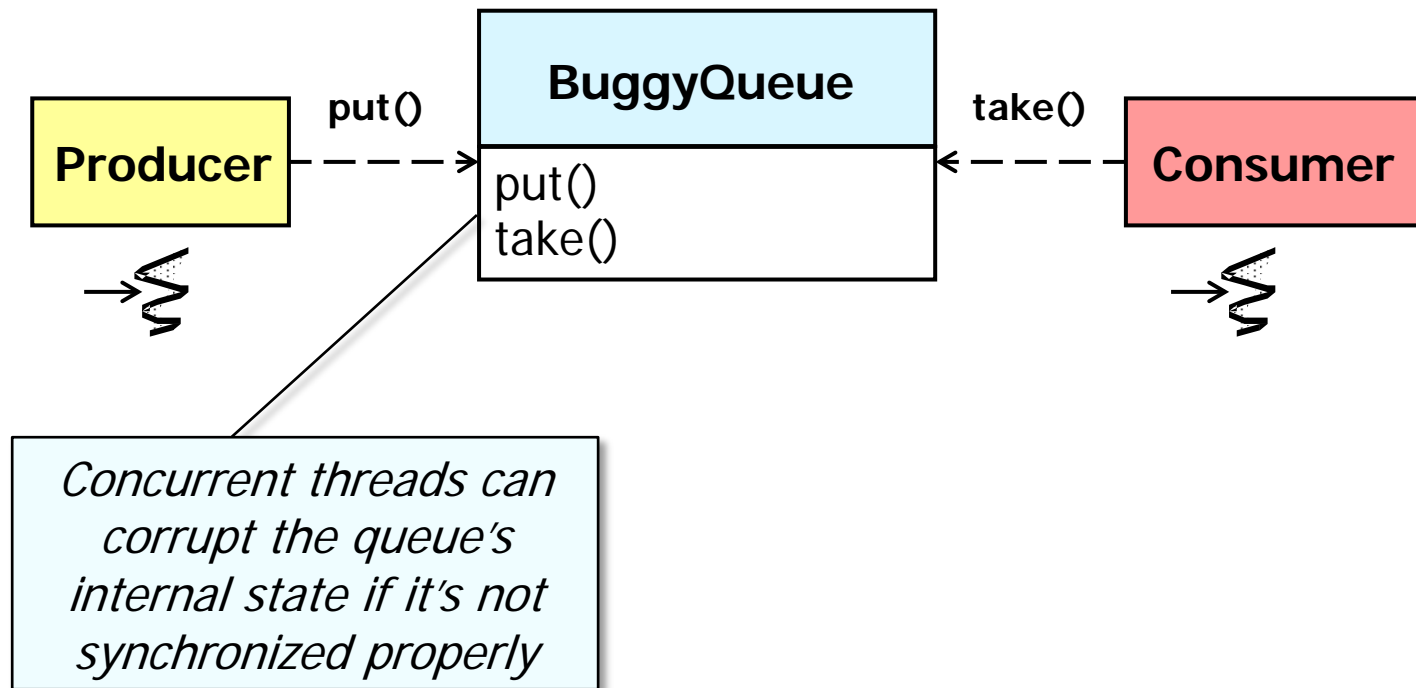 BuggyQueue
put()
take()
Producer
Consumer
put()
take()
Concurrent threads can
corrupt the queue's
internal state if it's not
synchronized properly